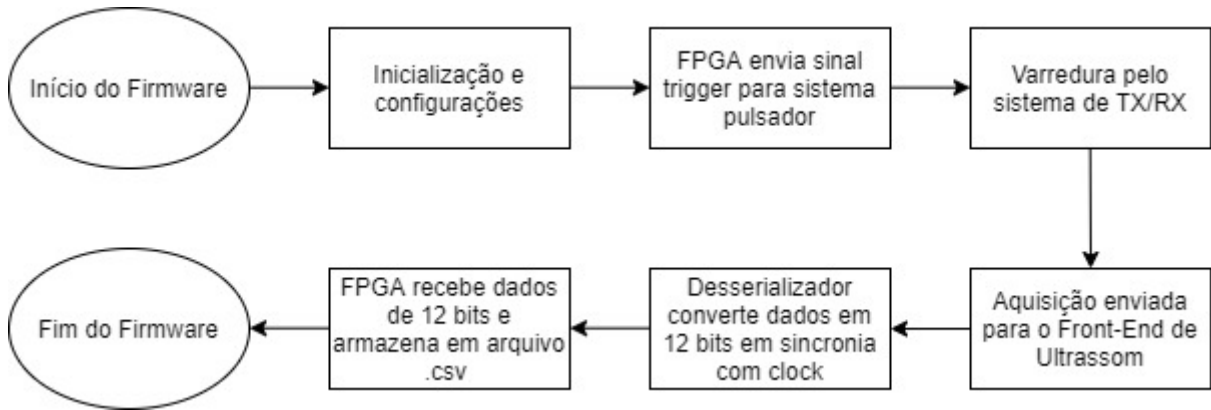 Início do Firmware
Inicialização e
configurações
FPGA envia sinal
trigger para sistema
pulsador
Varredura pelo
sistema de TX/RX
Aquisição enviada
para o Front-End de
Ultrassom
Desserializador
converte dados em
12 bits em sincronia
com clock
FPGA recebe dados
de 12 bits e
armazena em arquivo
.csv
Fim do Firmware